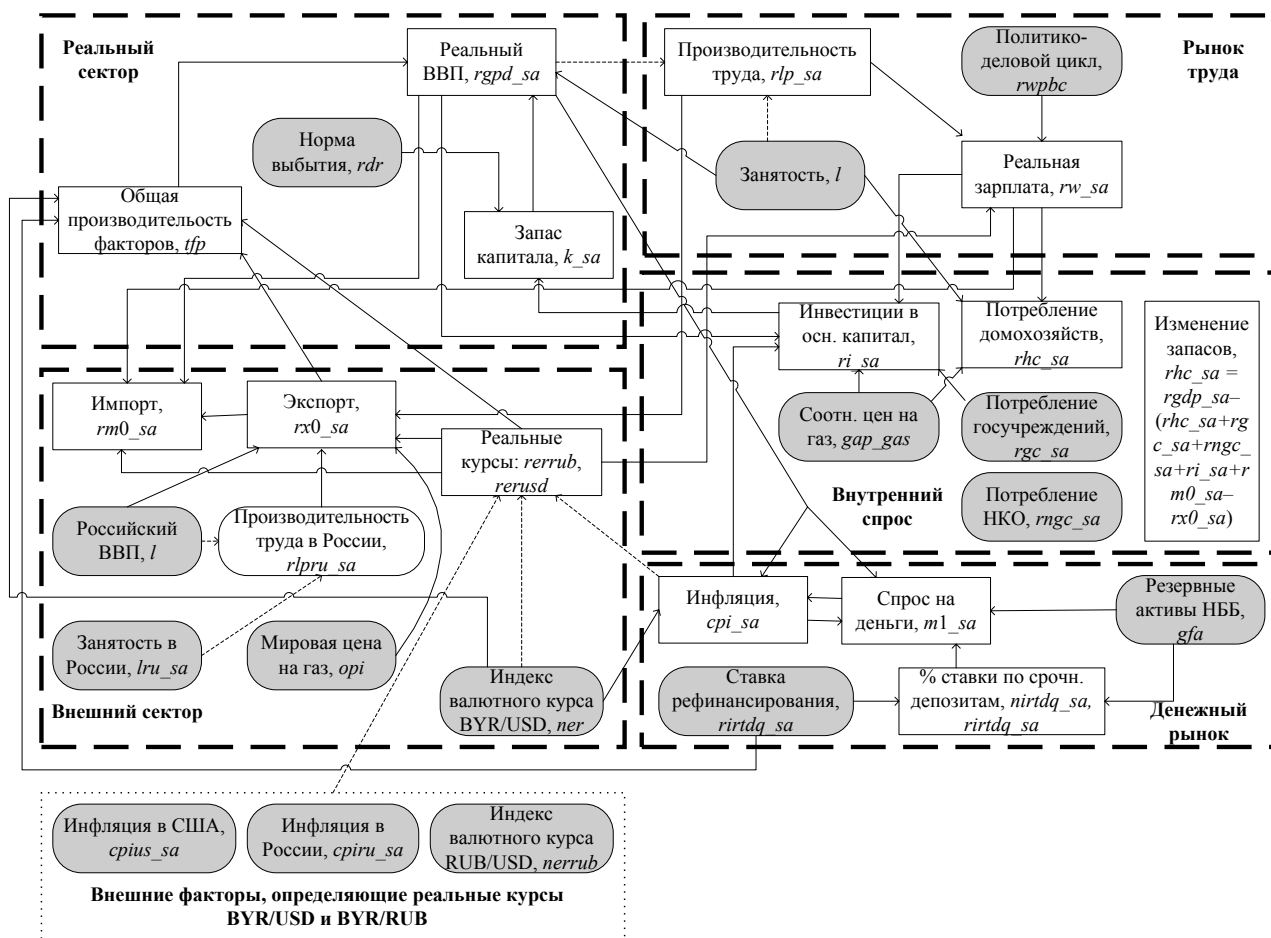 Реальный
сектор
Реальный
ВВП, rgpd_sa
Производительность
труда, rlp_sa
Политико-
деловой цикл,
rwpbc
Рынок
труда
Норма
выбытия, rdr
Занятость, l
Реальная
зарплата, rw_sa
Общая
производитеьость
факторов, tfp
Запас
капитала, k_sa
Инвестиции в
осн. капитал,
ri_sa
Потребление
домохозяйств,
rhc_sa
Изменение
запасов,
rhc_sa =
rgdp_sa–
(rhc_sa+rg
c_sa+rngc_
sa+ri_sa+r
m0_sa–
rx0_sa)
Импорт,
rm0_sa
Экспорт,
rx0_sa
Реальные
курсы: rerrub,
rerusd
Соотн. цен на
газ, gap_gas
Потребление
госучреждений,
rgc_sa
Внутренний
спрос
Потребление
НКО, rngc_sa
Российский
ВВП, l
Производительность
труда в России,
rlpru_sa
Инфляция,
cpi_sa
Спрос на
деньги, m1_sa
Резервные
активы НББ,
gfa
Занятость в
России, lru_sa
Мировая цена
на газ, opi
Индекс
валютного курса
BYR/USD, ner
Внешний сектор
Ставка
рефинансирования,
rirtdq_sa
% ставки по срочн.
депозитам, nirtdq_sa,
rirtdq_sa
Денежный
рынок
Инфляция в США,
cpius_sa
Инфляция в
России, cpiru_sa
Индекс
валютного курса
RUB/USD, nerrub
Внешние факторы, определяющие реальные курсы
BYR/USD и BYR/RUB